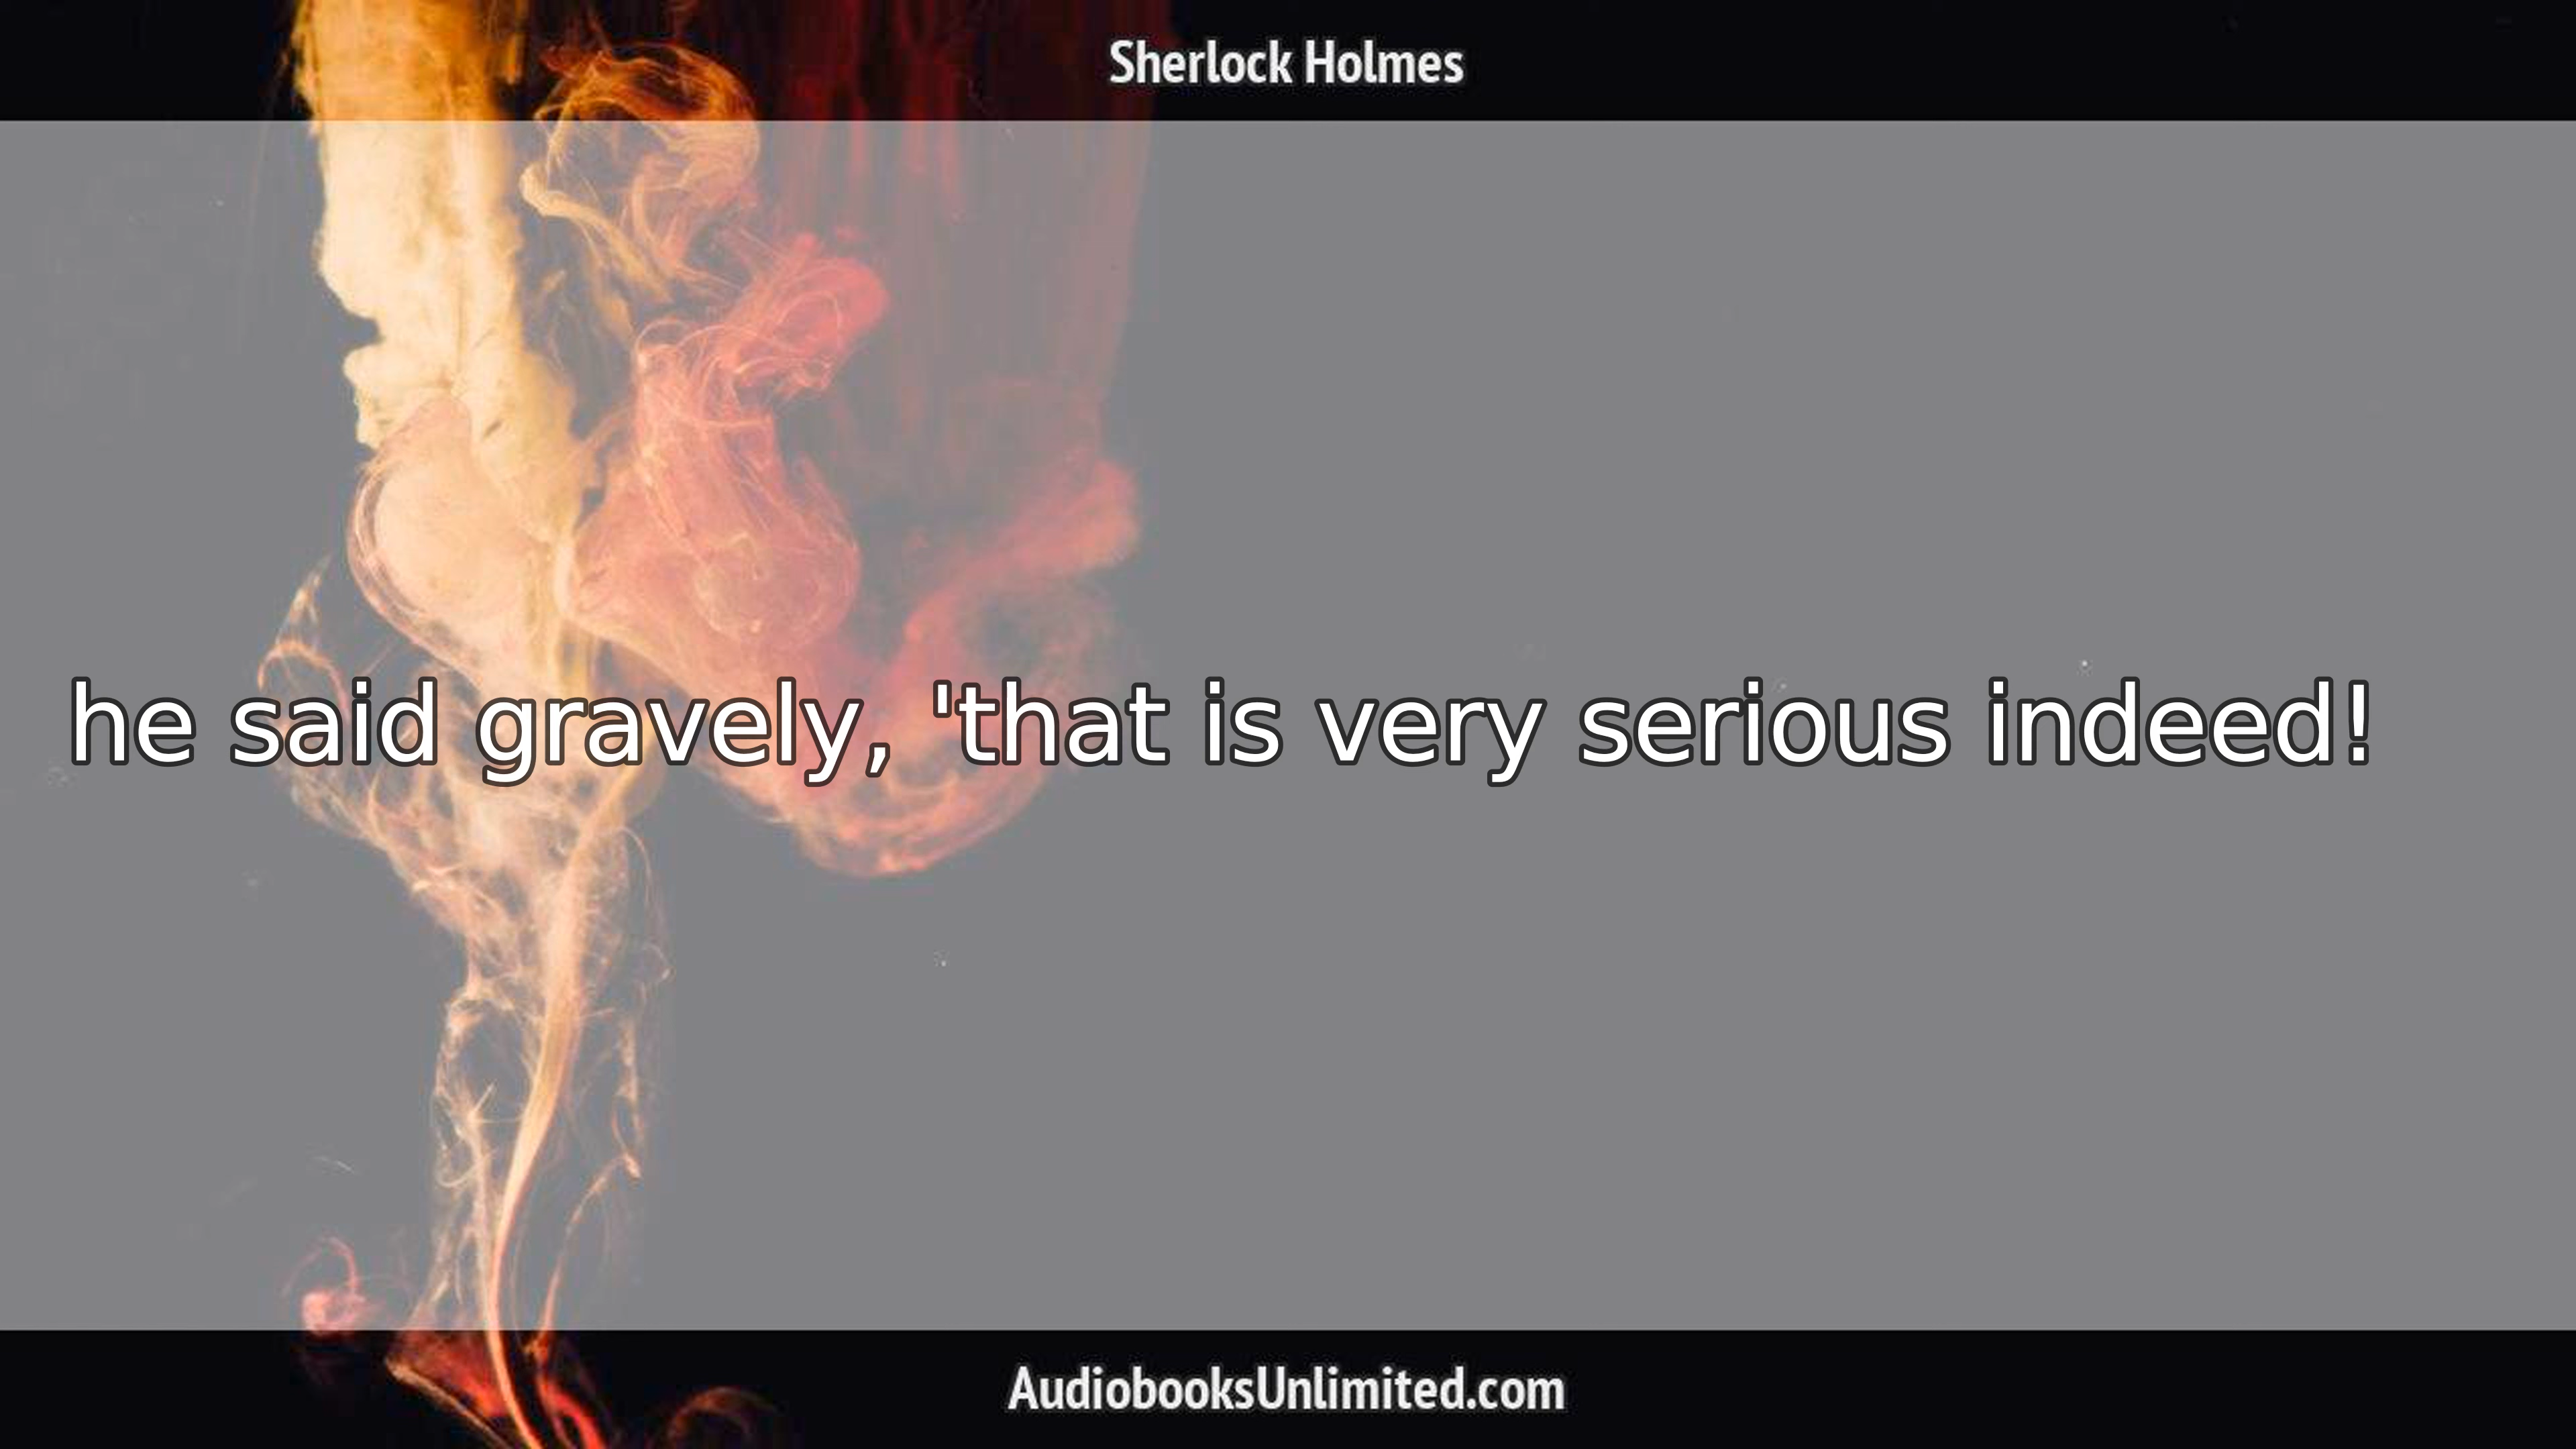 Sherlock Holmes
he said gravely, 'that is very serious indeed!
AudiobooksUnlimited.com